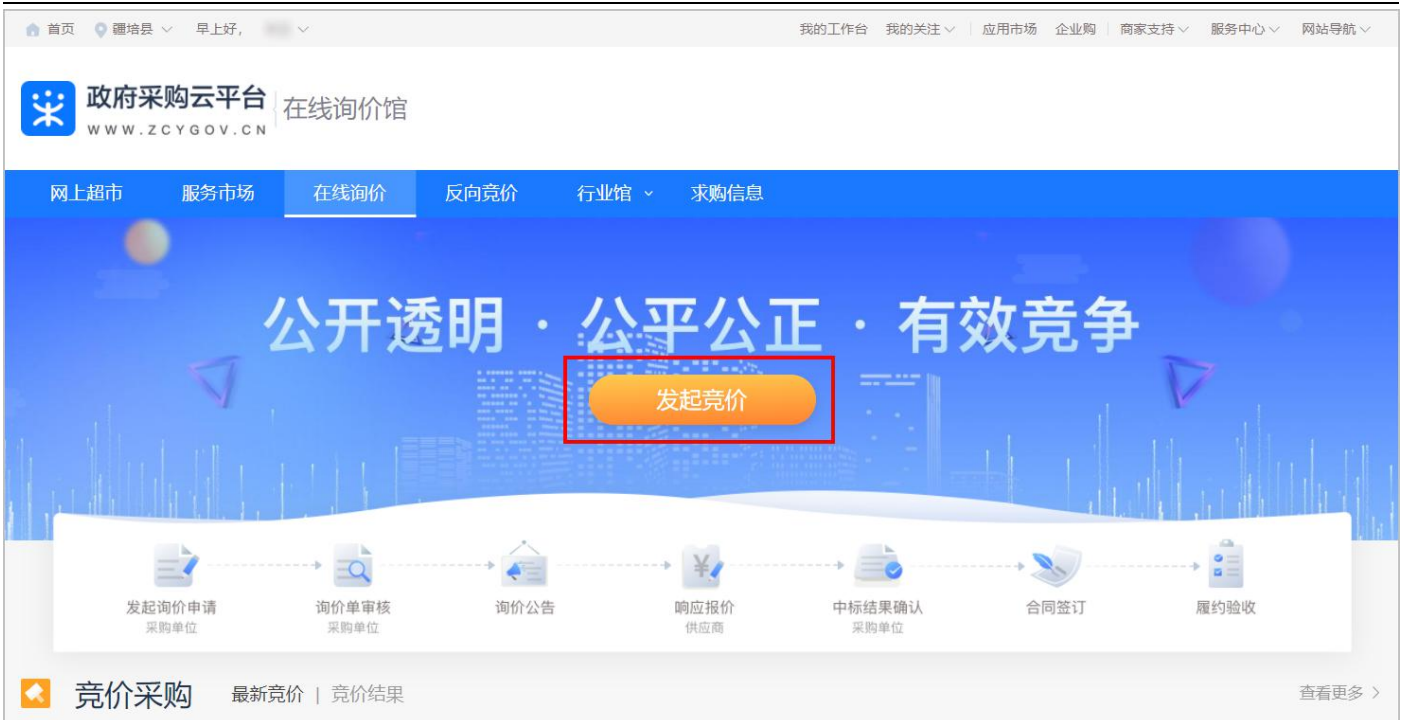 首页 疆培县 早上好, 我的工作台 我的关注 应用市场 企业购 商家支持 服务中心 网站导航
政府采购云平台 在线询价馆
WWW.ZCYGOV.CN
网上超市 服务市场 在线询价 反向竞价 行业馆 求购信息
公开透明 · 公平公正 · 有效竞争
发起竞价
发起询价申请 询价单审核 询价公告 响应报价 中标结果确认 合同签订 履约验收
采购单位 采购单位 供应商 采购单位
竞价采购 最新竞价 | 竞价结果 查看更多 >